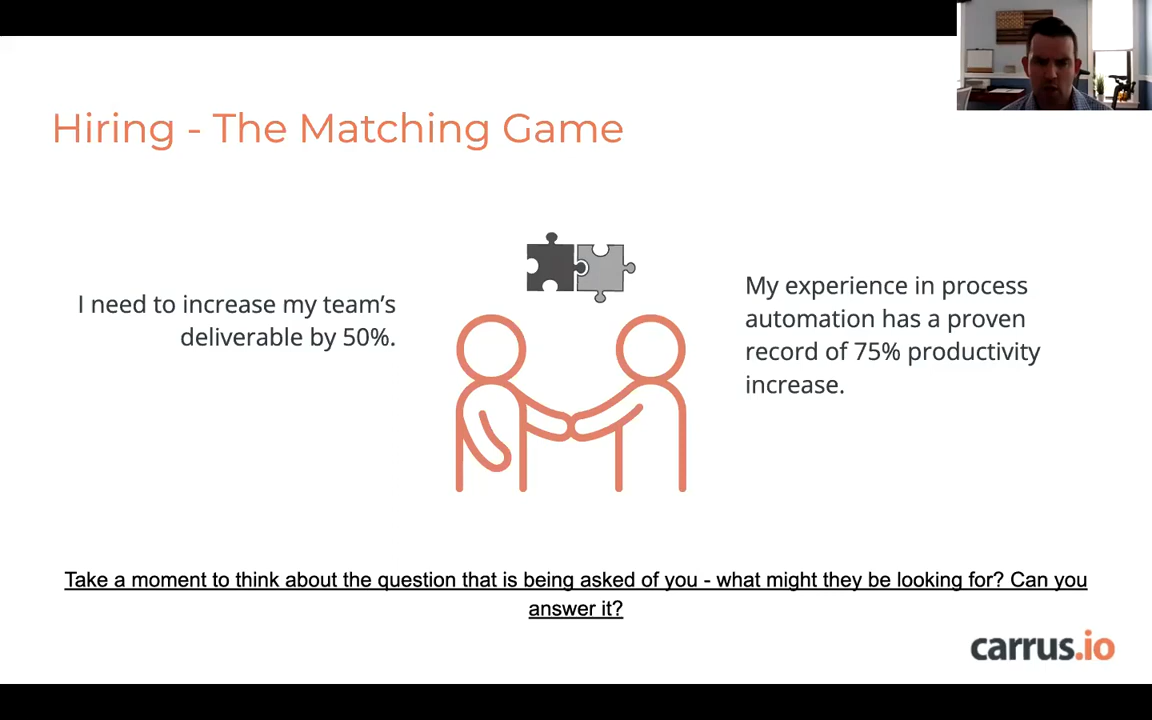 Hiring - The Matching Game
I need to increase my team’s
deliverable by 50%.
My experience in process
automation has a proven
record of 75% productivity
increase.
Take a moment to think about the question that is being asked of you - what might they be looking for? Can you
answer it?
carrus.io